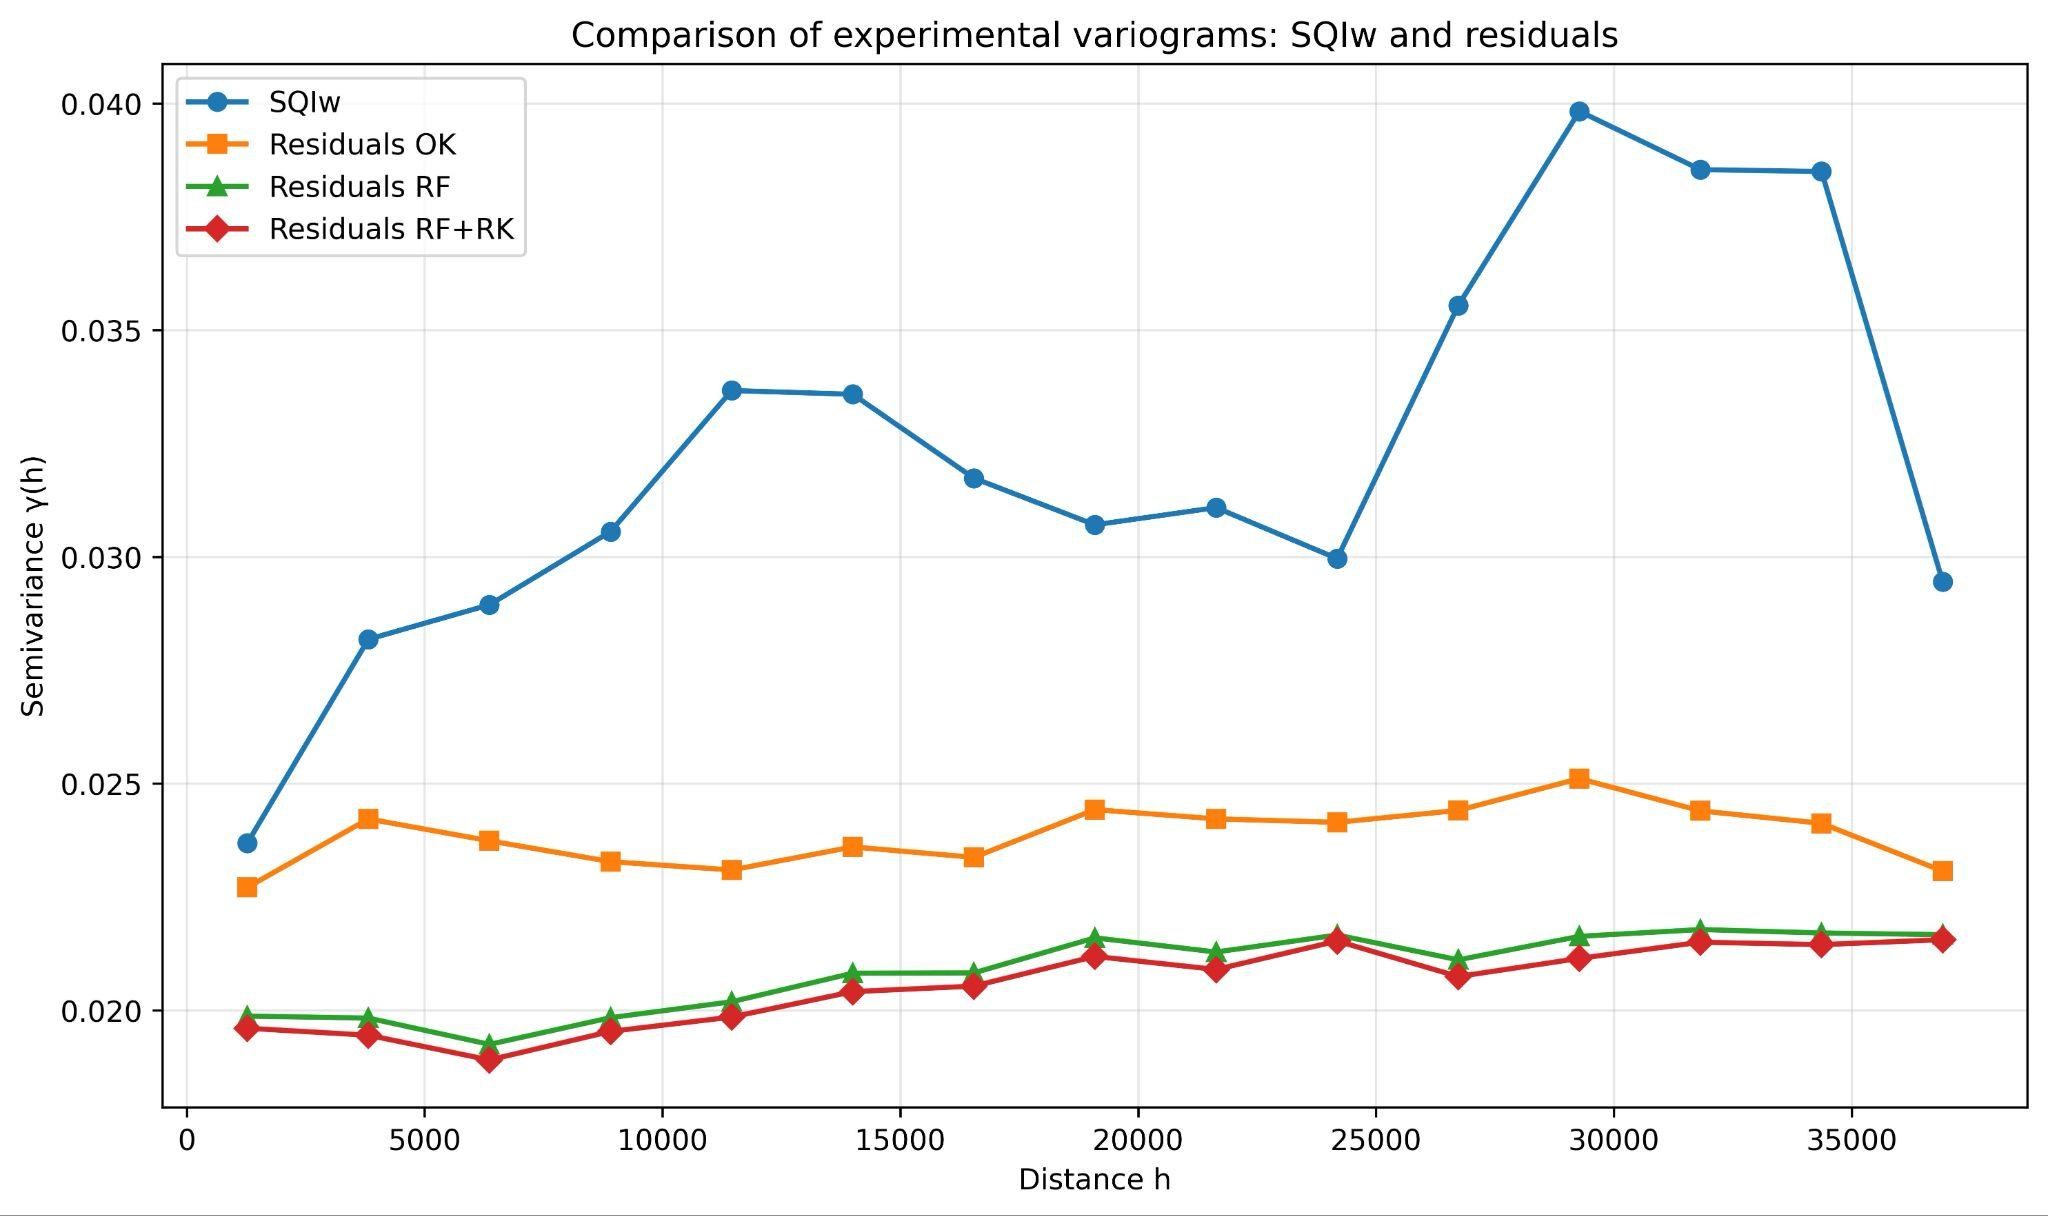 Comparison of experimental variograms: SQIw and residuals
SQIw
Residuals OK
Residuals RF
Residuals RF+RK
Semivariance γ(h)
0.040
0.035
0.030
0.025
0.020
0 5000 10000 15000 20000 25000 30000 35000
Distance h